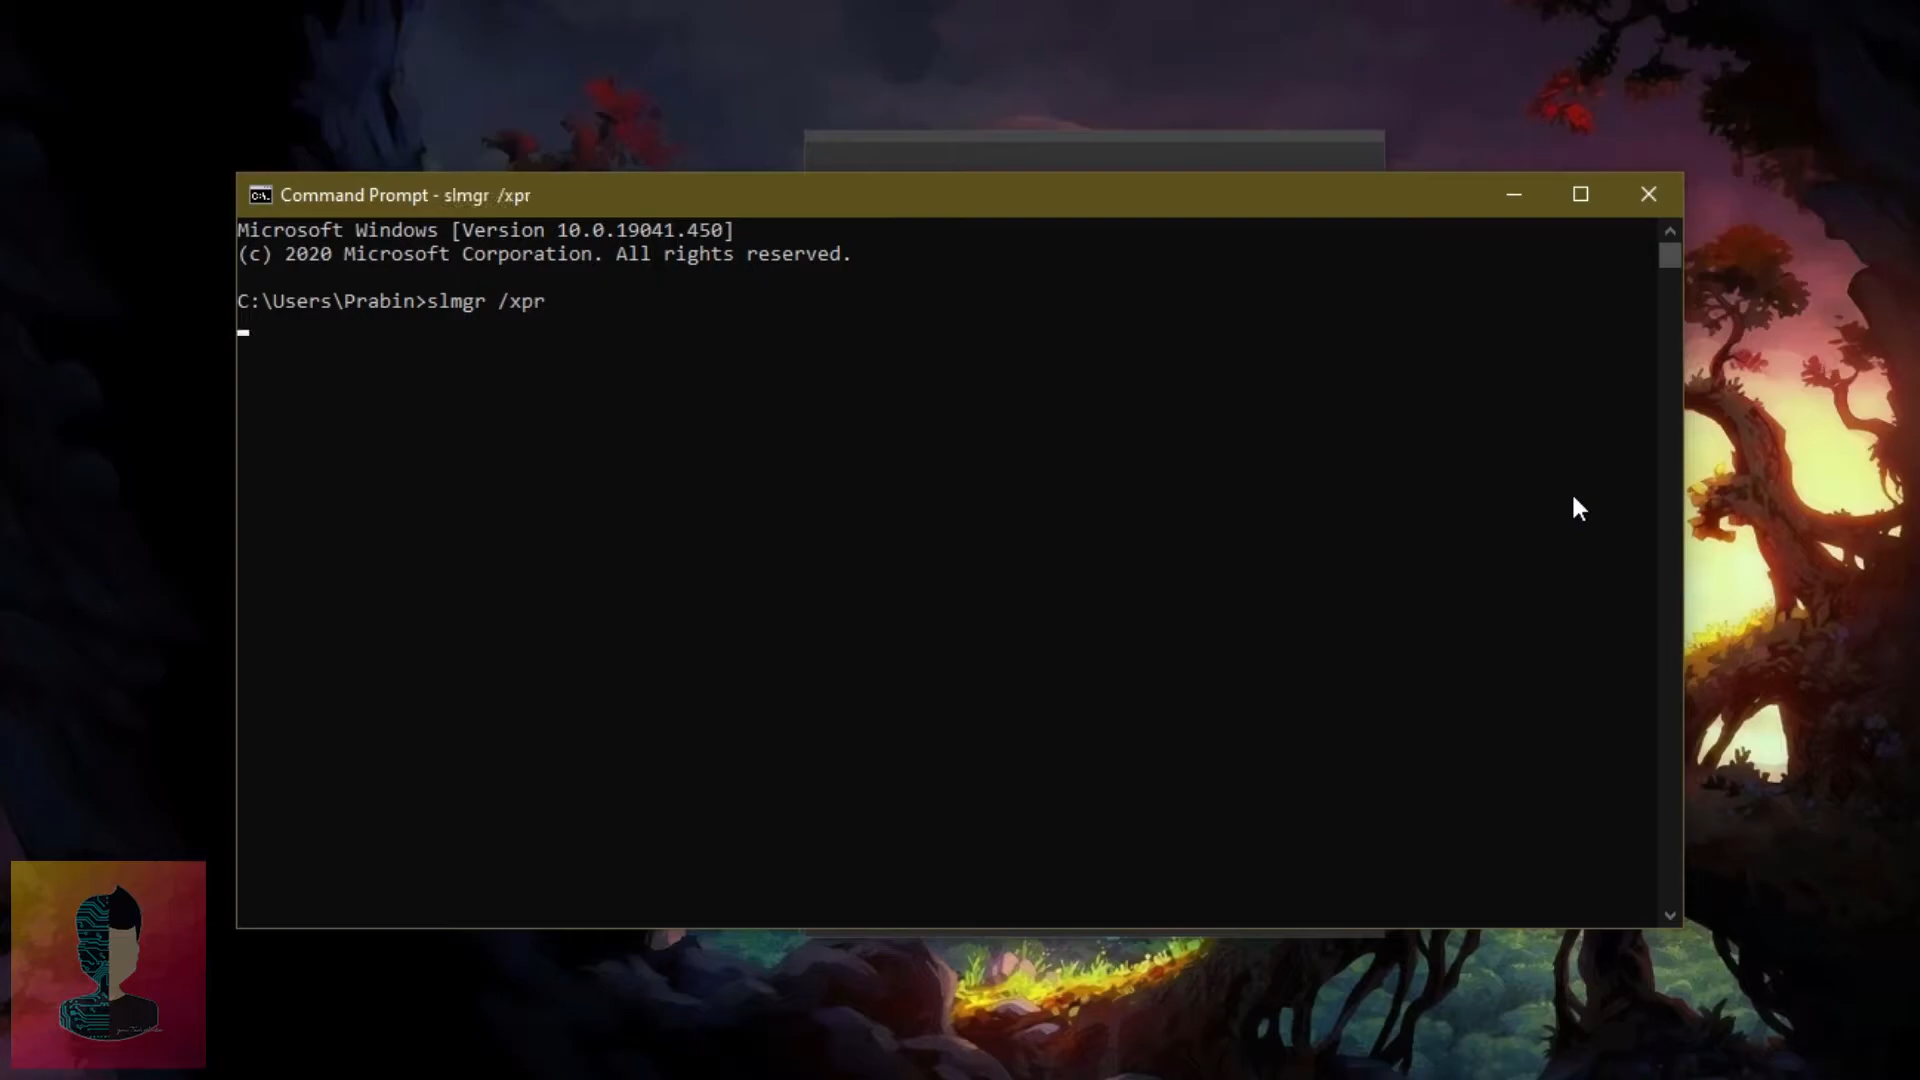 Command Prompt - slmgr /xpr
Microsoft Windows [Version 10.0.19041.450]
(c) 2020 Microsoft Corporation. All rights reserved.
C:\Users\Prabin>slmgr /xpr